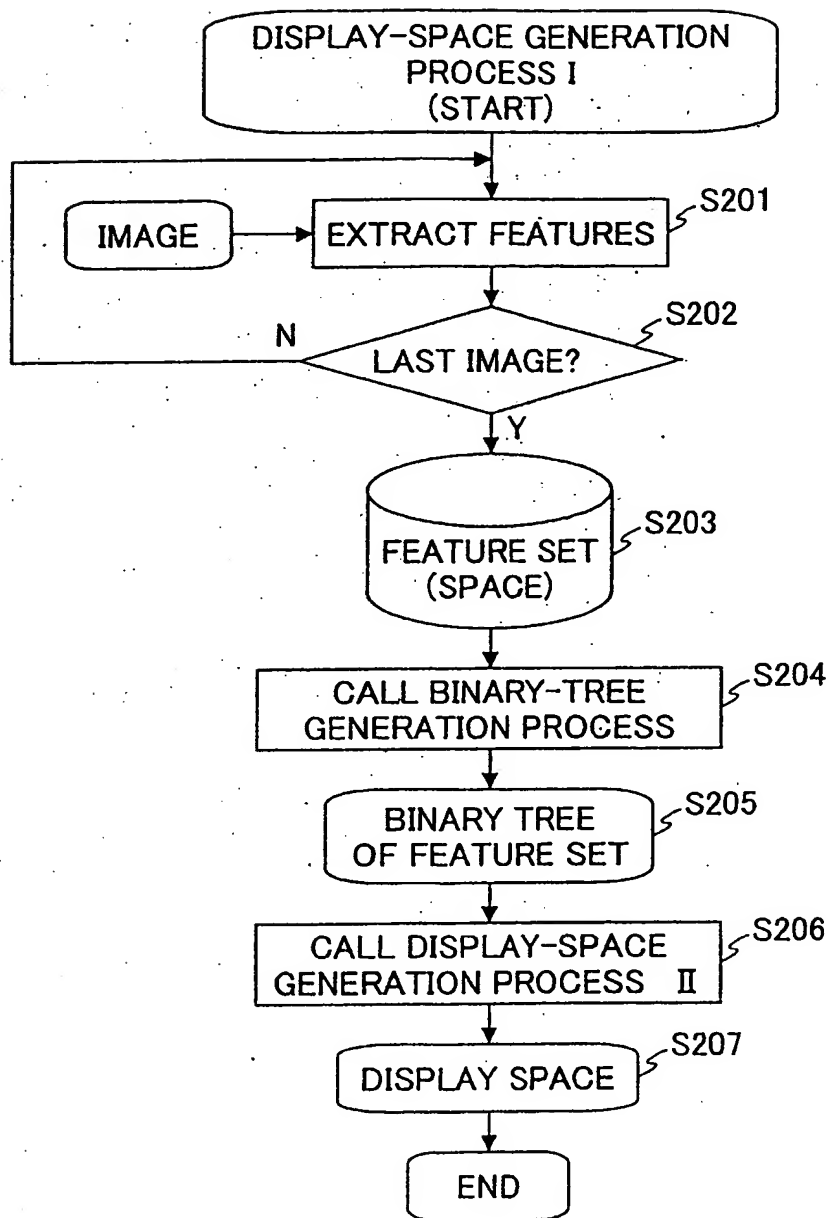 DISPLAY-SPACE GENERATION
PROCESS I
(START)
IMAGE
EXTRACT FEATURES
S201
N
LAST IMAGE?
S202
Y
FEATURE SET
(SPACE)
S203
CALL BINARY-TREE
GENERATION PROCESS
S204
BINARY TREE
OF FEATURE SET
S205
CALL DISPLAY-SPACE
GENERATION PROCESS II
S206
DISPLAY SPACE
S207
END